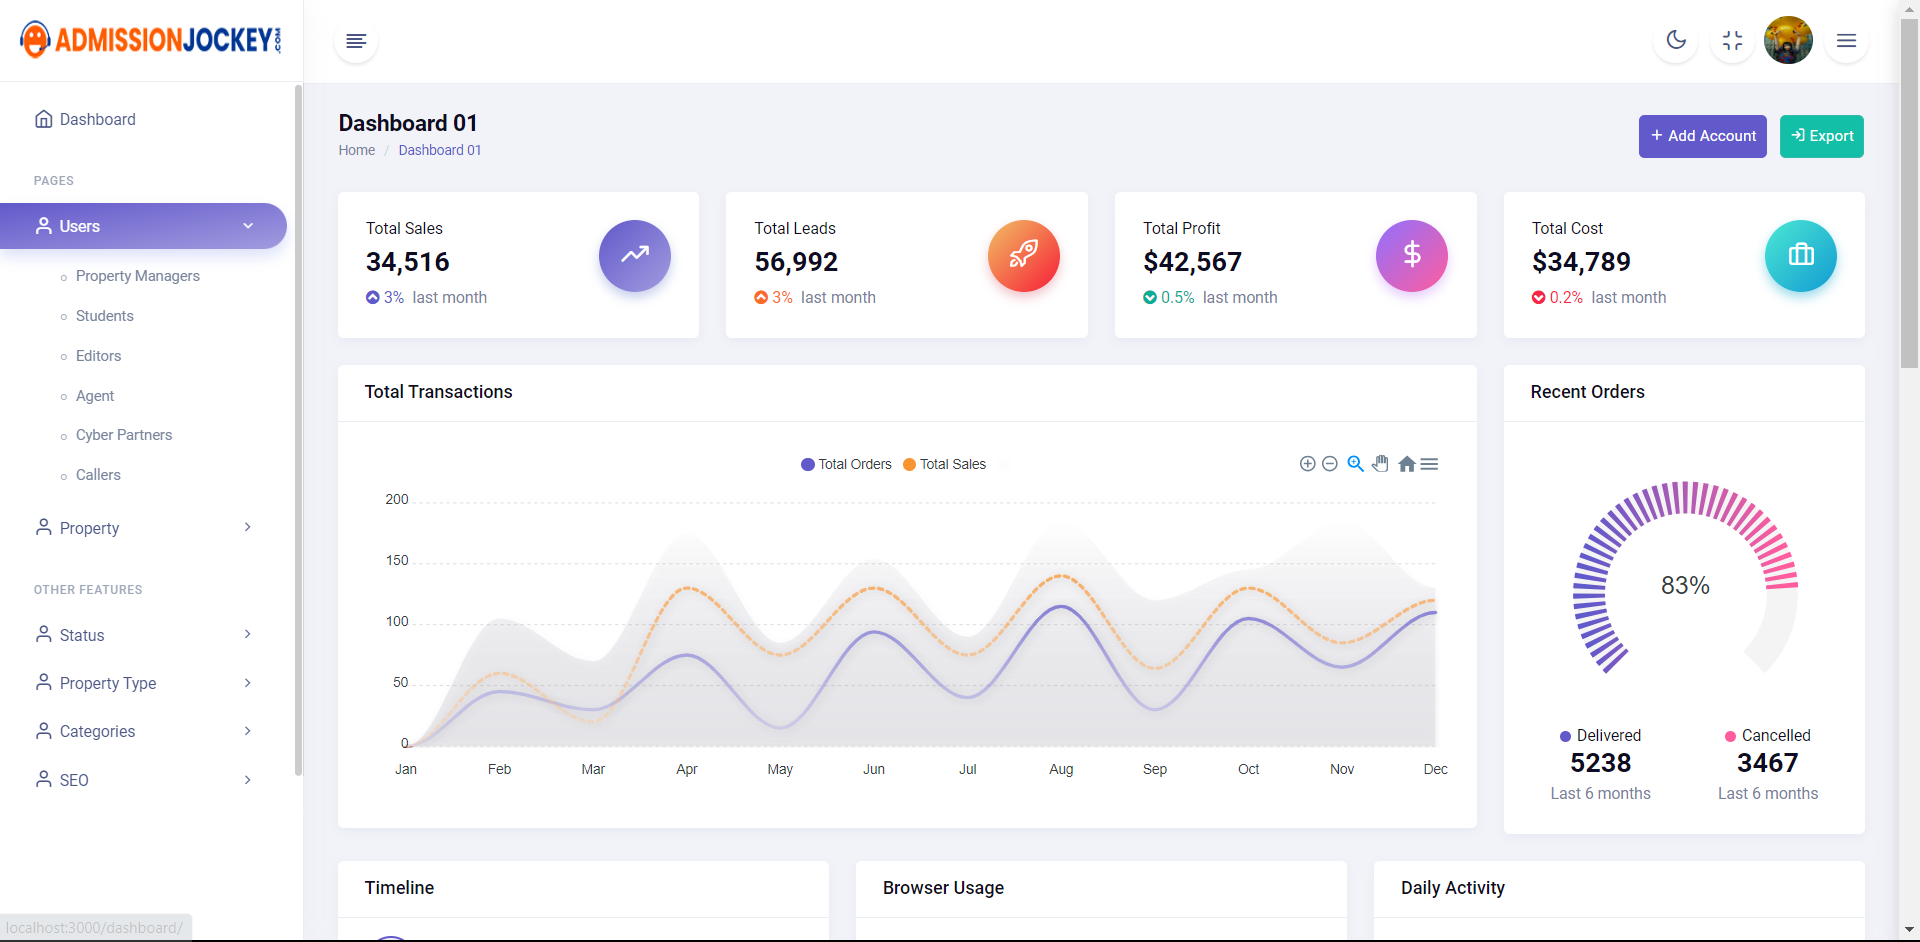 ADMISSIONJOCKEY.COM
Dashboard
PAGES
Users
Property Managers
Students
Editors
Agent
Cyber Partners
Callers
Property
OTHER FEATURES
Status
Property Type
Categories
SEO
localhost:3000/dashboard/
Dashboard 01
Home / Dashboard 01
+ Add Account
Export
Total Sales
34,516
3% last month
Total Leads
56,992
3% last month
Total Profit
$42,567
0.5% last month
Total Cost
$34,789
0.2% last month
Total Transactions
Total Orders Total Sales
200
150
100
50
0
Jan Feb Mar Apr May Jun Jul Aug Sep Oct Nov Dec
Recent Orders
83%
Delivered
5238
Last 6 months
Cancelled
3467
Last 6 months
Timeline
Browser Usage
Daily Activity